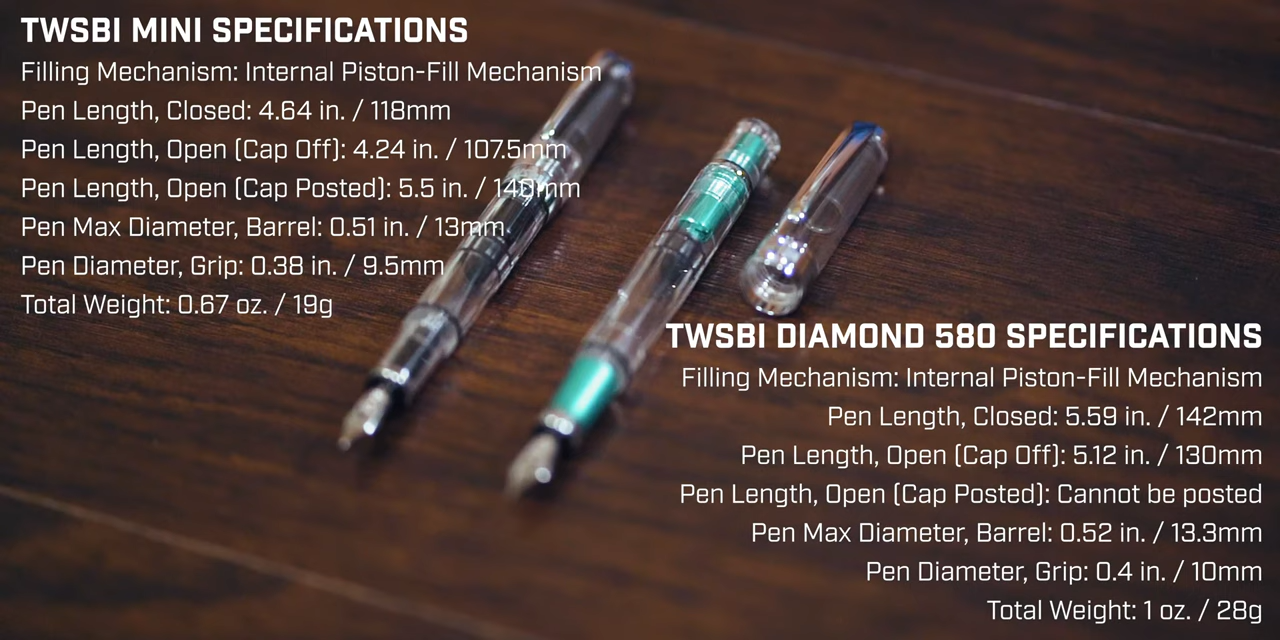 TWSBI MINI SPECIFICATIONS
Filling Mechanism: Internal Piston-Fill Mechanism
Pen Length, Closed: 4.64 in. / 118mm
Pen Length, Open (Cap Off): 4.24 in. / 107.5mm
Pen Length, Open (Cap Posted): 5.5 in. / 140mm
Pen Max Diameter, Barrel: 0.51 in. / 13mm
Pen Diameter, Grip: 0.38 in. / 9.5mm
Total Weight: 0.67 oz. / 19g
TWSBI DIAMOND 580 SPECIFICATIONS
Filling Mechanism: Internal Piston-Fill Mechanism
Pen Length, Closed: 5.59 in. / 142mm
Pen Length, Open (Cap Off): 5.12 in. / 130mm
Pen Length, Open (Cap Posted): Cannot be posted
Pen Max Diameter, Barrel: 0.52 in. / 13.3mm
Pen Diameter, Grip: 0.4 in. / 10mm
Total Weight: 1 oz. / 28g